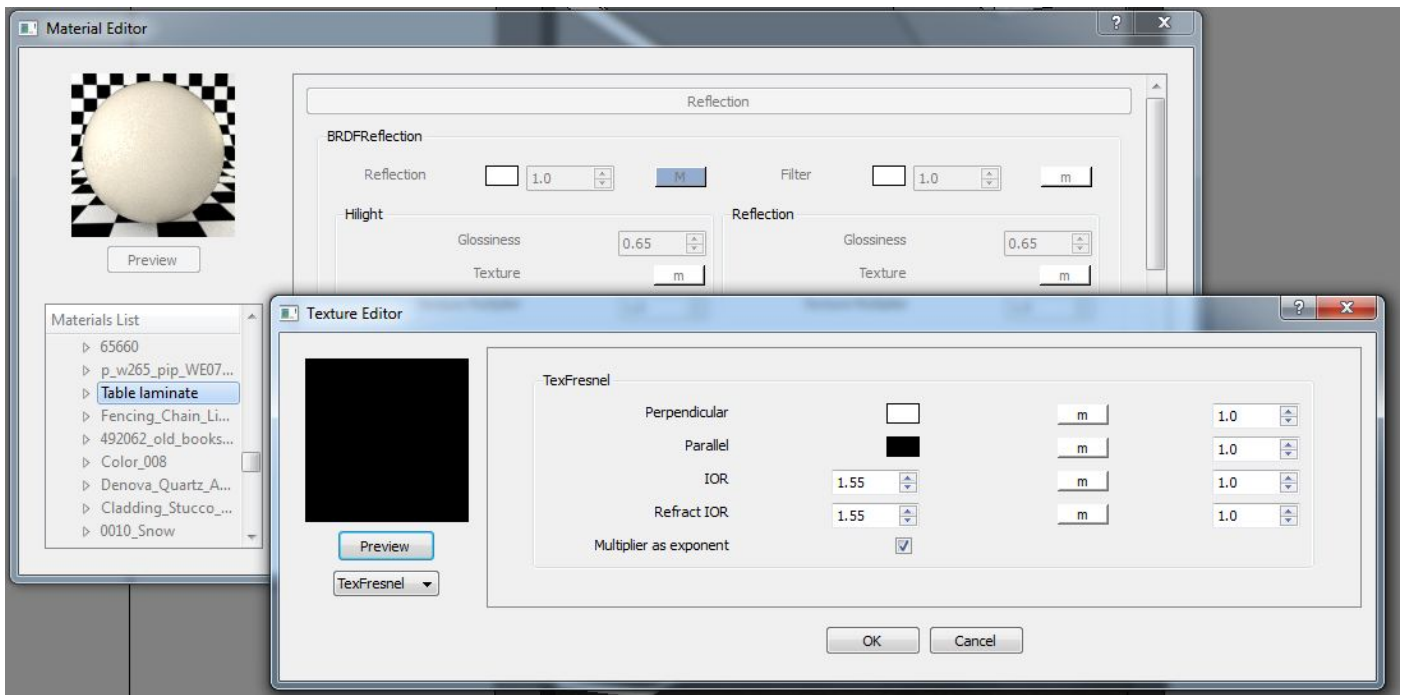 Material Editor
Reflection
BRDFReflection
Reflection 1.0 M Filter 1.0 m
Hilight Reflection
Glossiness 0.65 Glossiness 0.65
Texture m Texture m
Preview
Materials List
65660
p_w265_pip_WE07...
Table laminate
Fencing_Chain_Li...
492062_old_books...
Color_008
Denova_Quartz_A...
Cladding_Stucco_...
0010_Snow
Texture Editor
TexFresnel
Perpendicular m 1.0
Parallel m 1.0
IOR 1.55 m 1.0
Refract IOR 1.55 m 1.0
Multiplier as exponent
Preview
TexFresnel
OK Cancel